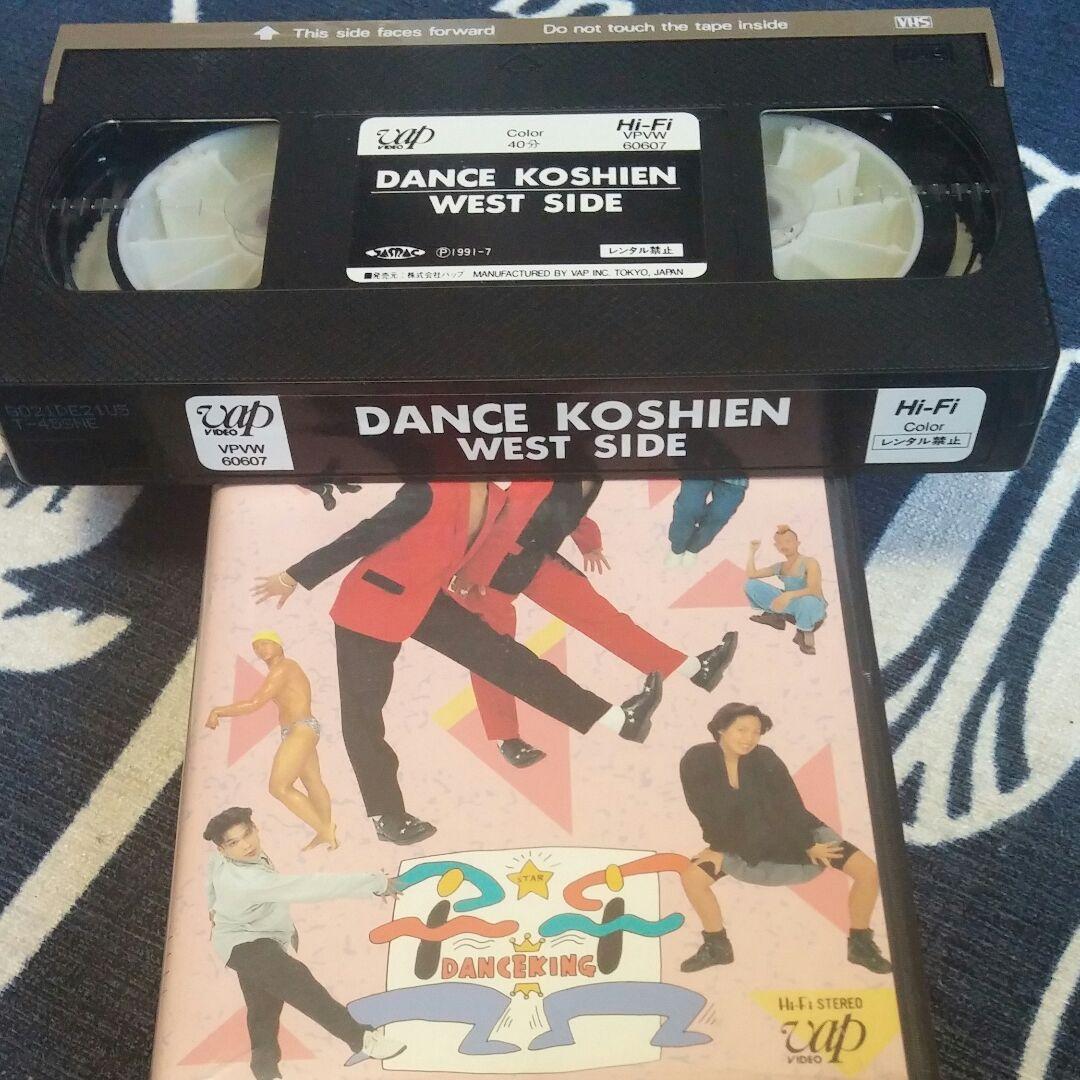 This side faces forward Do not touch the tape inside VHS
vap VIDEO
Color
40分
Hi-Fi
VPVW
60607
DANCE KOSHIEN
WEST SIDE
JASRAC
Ⓟ1991-7
レンタル禁止
■発売元:株式会社バップ MANUFACTURED BY VAP INC. TOKYO, JAPAN
vap
VIDEO
VPVW
60607
DANCE KOSHIEN
WEST SIDE
Hi-Fi
Color
レンタル禁止
STAR
DANCEKING
Hi-Fi STEREO
vap
VIDEO